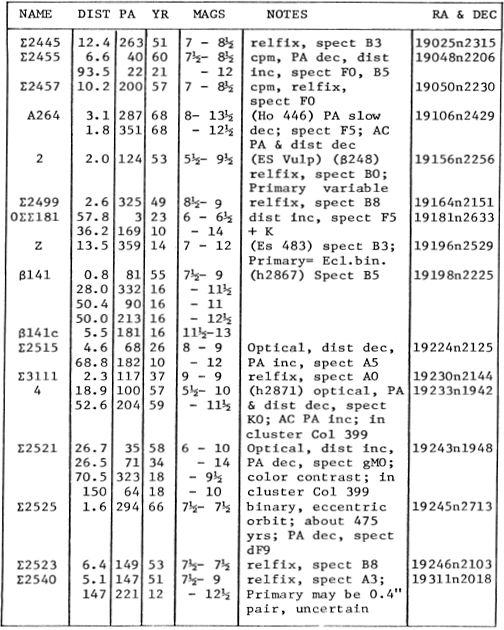 NAME DIST PA YR MAGS NOTES RA & DEC
Σ2445 12.4 263 51 7 - 8½ relfix, spect B3 19025n2315
Σ2455 6.6 40 60 7½- 8½ cpm, PA dec, dist 19048n2206
93.5 22 21 - 12 inc, spect F0, B5
Σ2457 10.2 200 57 7 - 8½ cpm, relfix, 19050n2230
spect F0
A264 3.1 287 68 8- 13½ (Ho 446) PA slow 19106n2429
1.8 351 68 - 12½ dec; spect F5; AC
PA & dist dec
2 2.0 124 53 5½- 9½ (ES Vulp) (β248) 19156n2256
relfix, spect B0;
Primary variable
Σ2499 2.6 325 49 8½- 9 relfix, spect B8 19164n2151
OΣΣ181 57.8 3 23 6 - 6½ dist inc, spect F5 19181n2633
36.2 169 10 - 14 + K
Z 13.5 359 14 7 - 12 (Es 483) spect B3; 19196n2529
Primary= Ecl.bin.
β141 0.8 81 55 7½- 9 (h2867) Spect B5 19198n2225
28.0 332 16 - 11½
50.4 90 16 - 11
50.0 213 16 - 12½
β141c 5.5 181 16 11½-13
Σ2515 4.6 68 26 8 - 9 Optical, dist dec, 19224n2125
68.8 182 10 - 12 PA inc, spect A5
Σ3111 2.3 117 37 9 - 9 relfix, spect A0 19230n2144
4 18.9 100 57 5½- 10 (h2871) optical, PA 19233n1942
52.6 204 59 - 11½ & dist dec, spect
K0; AC PA inc; in
cluster Col 399
Σ2521 26.7 35 58 6 - 10 Optical, dist inc, 19243n1948
26.5 71 34 - 14 PA dec, spect gM0;
70.5 323 18 - 9½ color contrast; in
150 64 18 - 10 cluster Col 399
Σ2525 1.6 294 66 7½- 7½ binary, eccentric 19245n2713
orbit; about 475
yrs; PA dec, spect
dF9
Σ2523 6.4 149 53 7½- 7½ relfix, spect B8 19246n2103
Σ2540 5.1 147 51 7½- 9 relfix, spect A3; 19311n2018
147 221 12 - 12½ Primary may be 0.4"
pair, uncertain